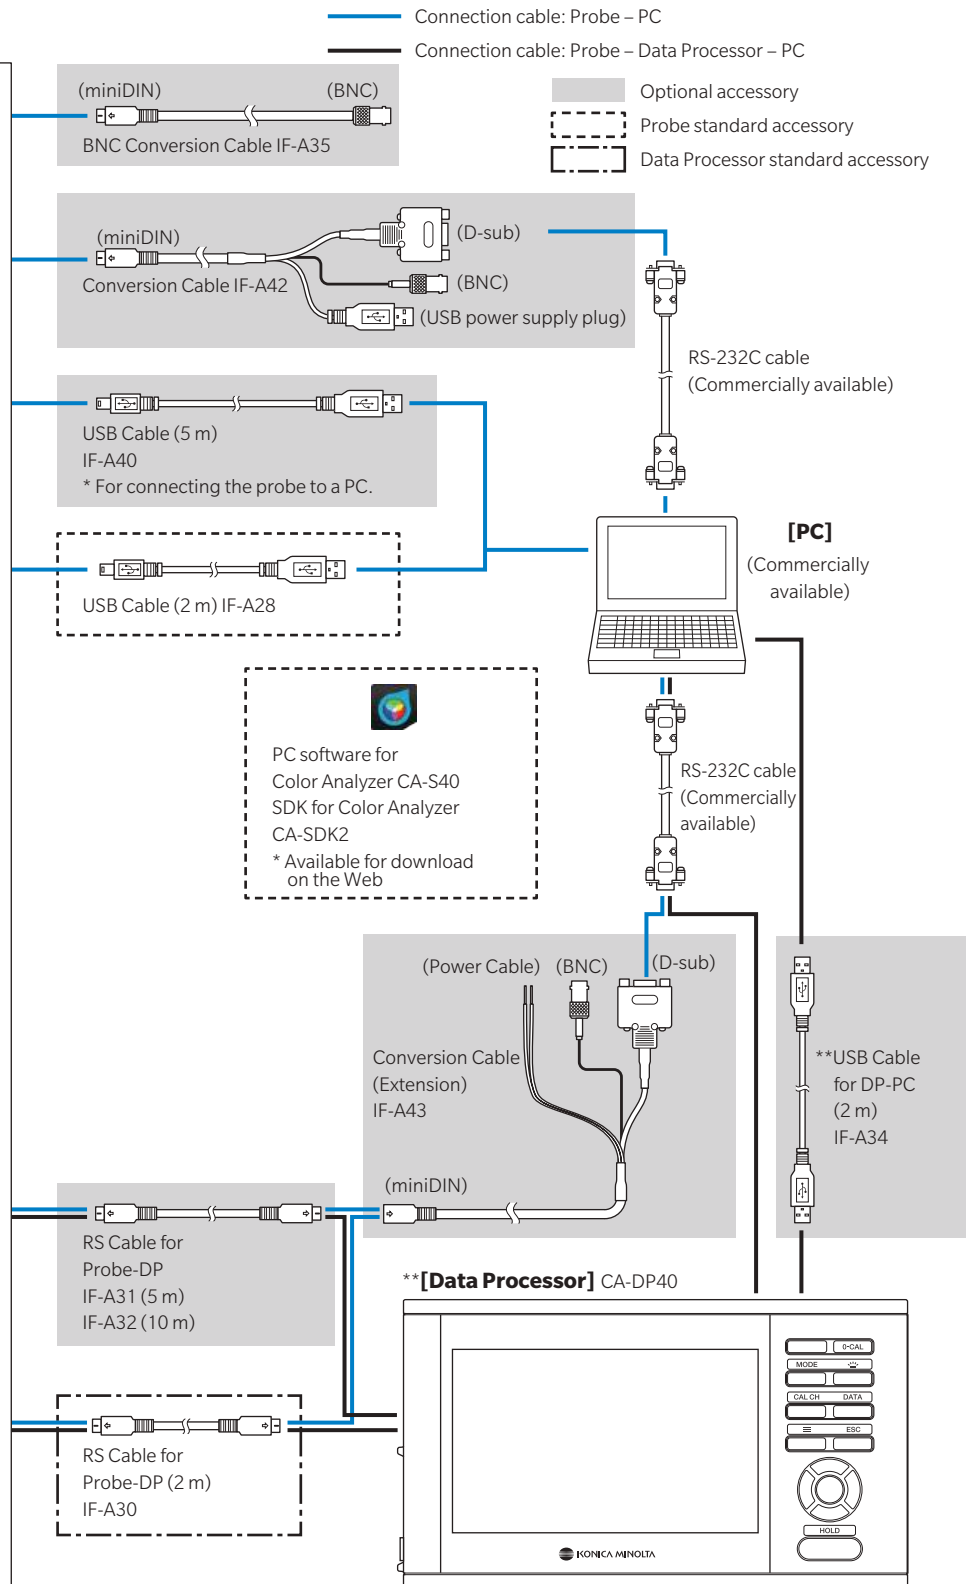 Connection cable: Probe – PC
Connection cable: Probe – Data Processor – PC
Optional accessory
Probe standard accessory
Data Processor standard accessory
(miniDIN)
(BNC)
BNC Conversion Cable IF-A35
(miniDIN)
(D-sub)
Conversion Cable IF-A42
(BNC)
(USB power supply plug)
RS-232C cable
(Commercially available)
USB Cable (5 m)
IF-A40
* For connecting the probe to a PC.
[PC]
(Commercially
available)
USB Cable (2 m) IF-A28
PC software for
Color Analyzer CA-S40
SDK for Color Analyzer
CA-SDK2
* Available for download
on the Web
RS-232C cable
(Commercially
available)
(Power Cable)
(BNC)
(D-sub)
Conversion Cable
(Extension)
IF-A43
**USB Cable
for DP-PC
(2 m)
IF-A34
(miniDIN)
RS Cable for
Probe-DP
IF-A31 (5 m)
IF-A32 (10 m)
**[Data Processor] CA-DP40
0-CAL
MODE
CAL CH
DATA
ESC
HOLD
KONICA MINOLTA
RS Cable for
Probe-DP (2 m)
IF-A30